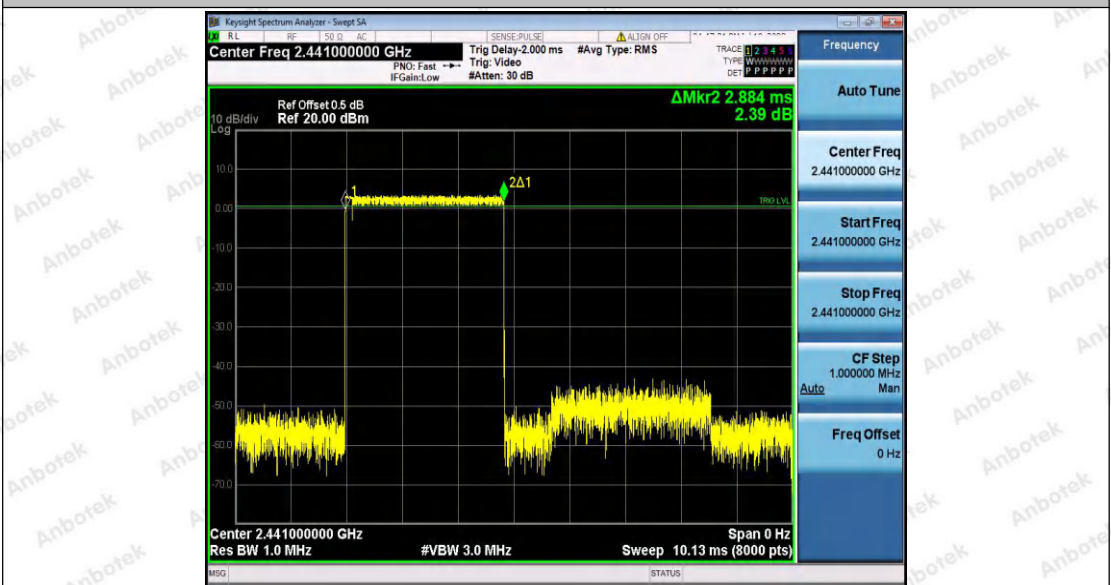 Keysight Spectrum Analyzer - Swept SA
RL RF 50 Ω AC SENSE:PULSE ALIGN OFF
Center Freq 2.441000000 GHz
PNO: Fast
IFGain:Low
Trig Delay-2.000 ms
Trig: Video
#Atten: 30 dB
#Avg Type: RMS
TRACE 1 2 3 4 5 6
TYPE WWWWWW
DET P P P P P P
ΔMkr2 2.884 ms
2.39 dB
Ref Offset 0.5 dB
10 dB/div Ref 20.00 dBm
Log
10.0
0.00
-10.0
-20.0
-30.0
-40.0
-50.0
-60.0
-70.0
1
2Δ1
TRIG LVL
Center 2.441000000 GHz Span 0 Hz
Res BW 1.0 MHz #VBW 3.0 MHz Sweep 10.13 ms (8000 pts)
MSG STATUS
Frequency
Auto Tune
Center Freq
2.441000000 GHz
Start Freq
2.441000000 GHz
Stop Freq
2.441000000 GHz
CF Step
1.000000 MHz
Auto Man
Freq Offset
0 Hz
Anbotek